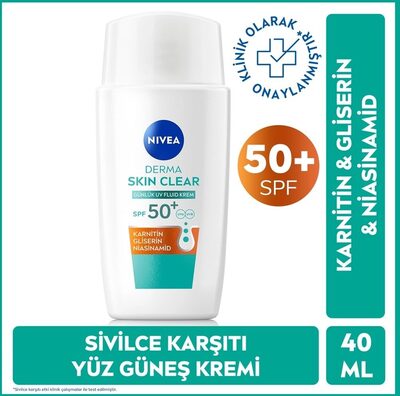 KLİNİK OLARAK
ONAYLANMIŞTIR*
NIVEA
DERMA
SKIN CLEAR
GÜNLÜK UV FLUID KREM
SPF 50+
UVB UVA
KARNİTİN
GLİSERİN
NİASİNAMİD
50+
SPF
KARNİTİN & GLİSERİN
& NİASİNAMİD
SİVİLCE KARŞITI
YÜZ GÜNEŞ KREMİ
40
ML
*Sivilce karşıtı etki klinik çalışmalar ile test edilmiştir.